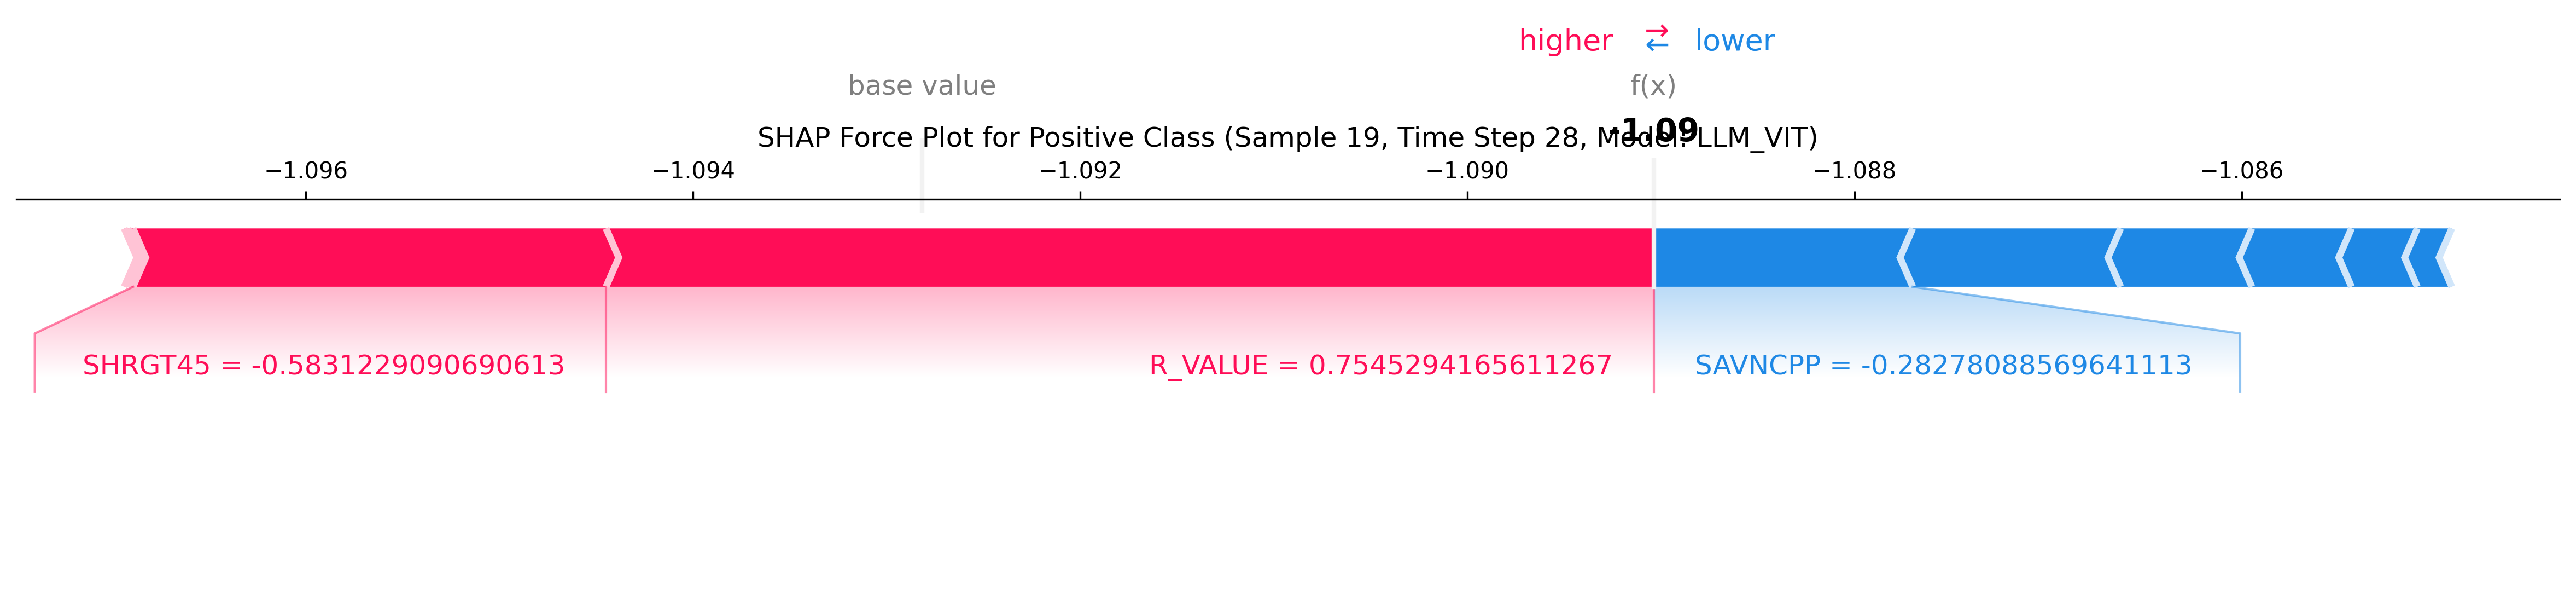 higher ⇄ lower
base value f(x)
-1.09
SHAP Force Plot for Positive Class (Sample 19, Time Step 28, Model: LLM_VIT)
−1.096 −1.094 −1.092 −1.090 −1.088 −1.086
SHRGT45 = -0.5831229090690613 R_VALUE = 0.7545294165611267 SAVNCPP = -0.28278088569641113